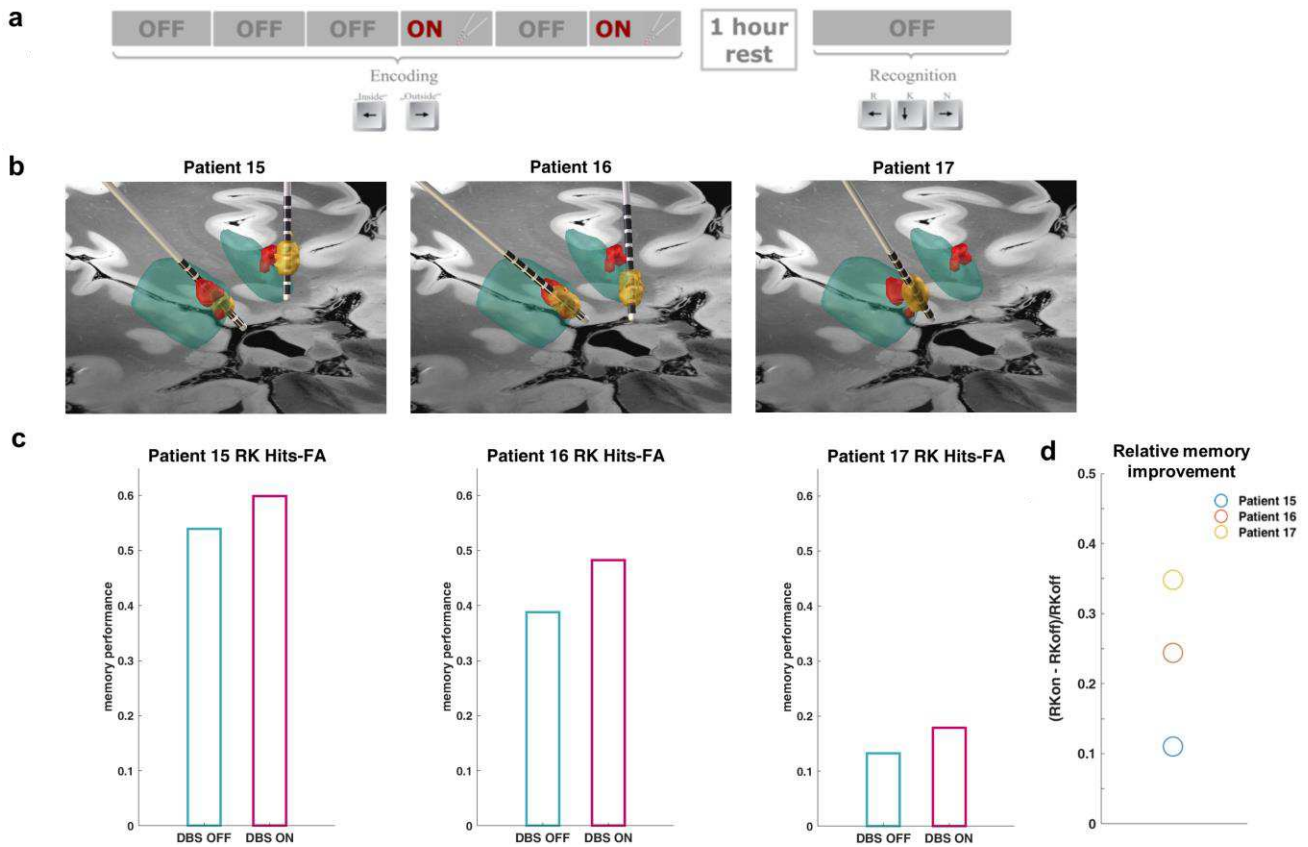 a
OFF OFF OFF ON OFF ON
1 hour
rest
OFF
Encoding
Recognition
„Inside“ „Outside“
R K N
b
Patient 15
Patient 16
Patient 17
c
Patient 15 RK Hits-FA
memory performance
0.6
0.5
0.4
0.3
0.2
0.1
0
DBS OFF DBS ON
Patient 16 RK Hits-FA
memory performance
0.6
0.5
0.4
0.3
0.2
0.1
0
DBS OFF DBS ON
Patient 17 RK Hits-FA
memory performance
0.6
0.5
0.4
0.3
0.2
0.1
0
DBS OFF DBS ON
d
Relative memory
improvement
(RKon - RKoff)/RKoff
0.5
0.4
0.3
0.2
0.1
0
Patient 15
Patient 16
Patient 17